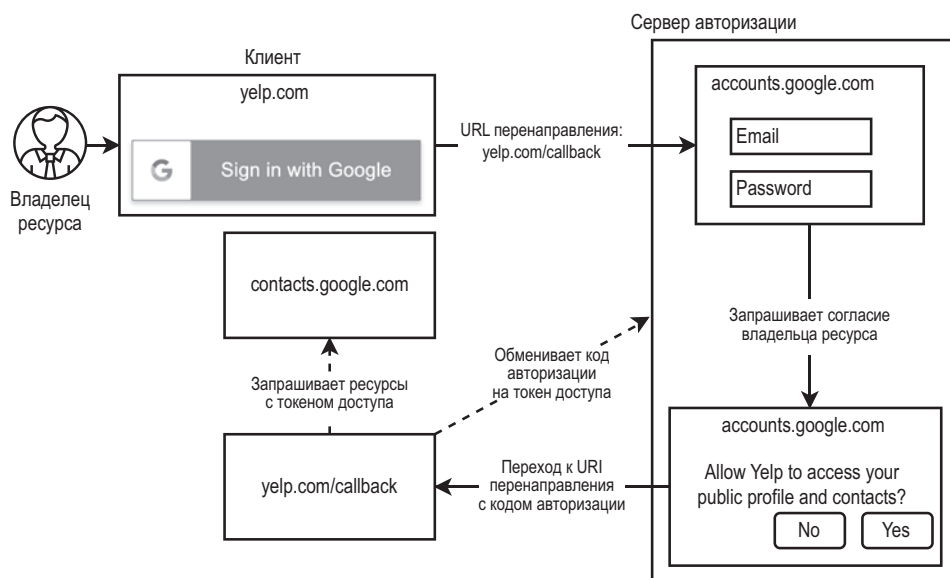 Сервер авторизации
Клиент
yelp.com
G
Sign in with Google
Владелец
ресурса
URL перенаправления:
yelp.com/callback
accounts.google.com
Email
Password
contacts.google.com
Запрашивает согласие
владельца ресурса
Обменивает код
авторизации
на токен доступа
Запрашивает ресурсы
с токеном доступа
yelp.com/callback
Переход к URI
перенаправления
с кодом авторизации
accounts.google.com
Allow Yelp to access your
public profile and contacts?
No
Yes